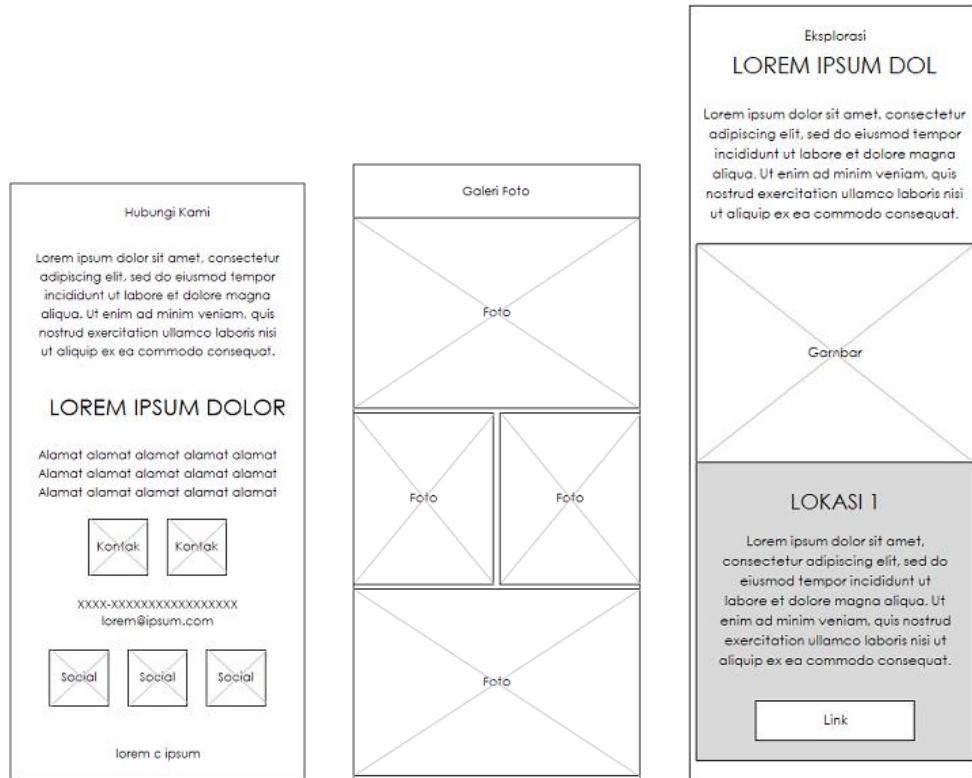 Hubungi Kami
Lorem ipsum dolor sit amet, consectetur
adipiscing elit, sed do eiusmod tempor
incididunt ut labore et dolore magna
aliqua. Ut enim ad minim veniam, quis
nostrud exercitation ullamco laboris nisi
ut aliquip ex ea commodo consequat.
LOREM IPSUM DOLOR
Alamat alamat alamat alamat alamat
Alamat alamat alamat alamat alamat
Alamat alamat alamat alamat alamat
Kontak Kontak
XXXX-XXXXXXXXXXXXXXXXX
lorem@ipsum.com
Social Social Social
lorem c ipsum
Galeri Foto
Foto
Foto Foto
Foto
Eksplorasi
LOREM IPSUM DOL
Lorem ipsum dolor sit amet, consectetur
adipiscing elit, sed do eiusmod tempor
incididunt ut labore et dolore magna
aliqua. Ut enim ad minim veniam, quis
nostrud exercitation ullamco laboris nisi
ut aliquip ex ea commodo consequat.
Gambar
LOKASI 1
Lorem ipsum dolor sit amet,
consectetur adipiscing elit, sed do
eiusmod tempor incididunt ut
labore et dolore magna aliqua. Ut
enim ad minim veniam, quis nostrud
exercitation ullamco laboris nisi ut
aliquip ex ea commodo consequat.
Link